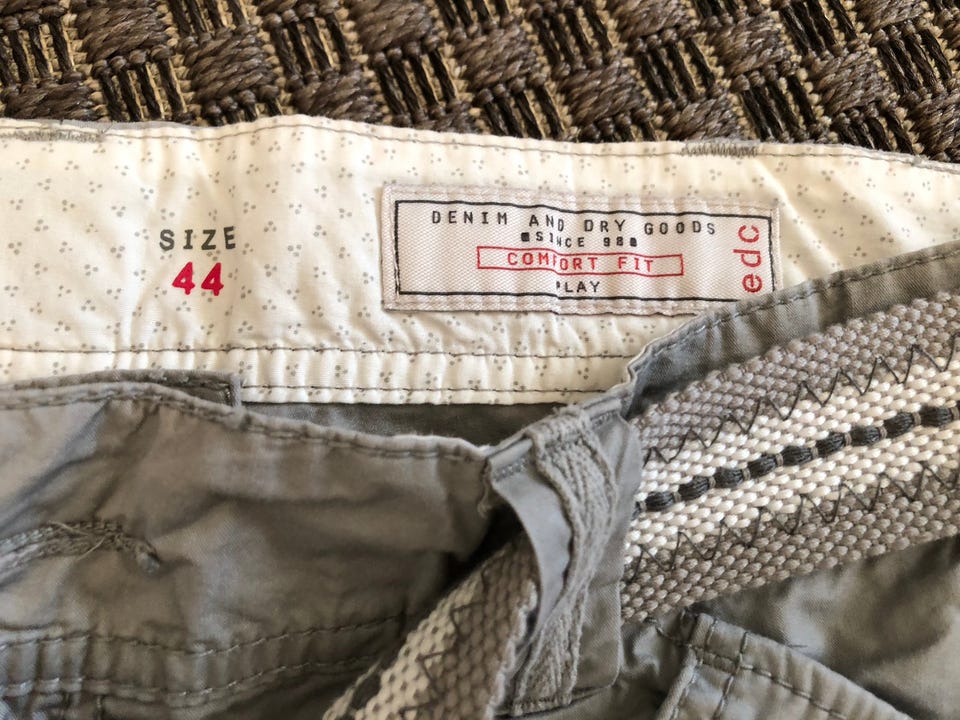 SIZE
44
DENIM AND DRY GOODS
SINCE 98
COMFORT FIT
PLAY
edc